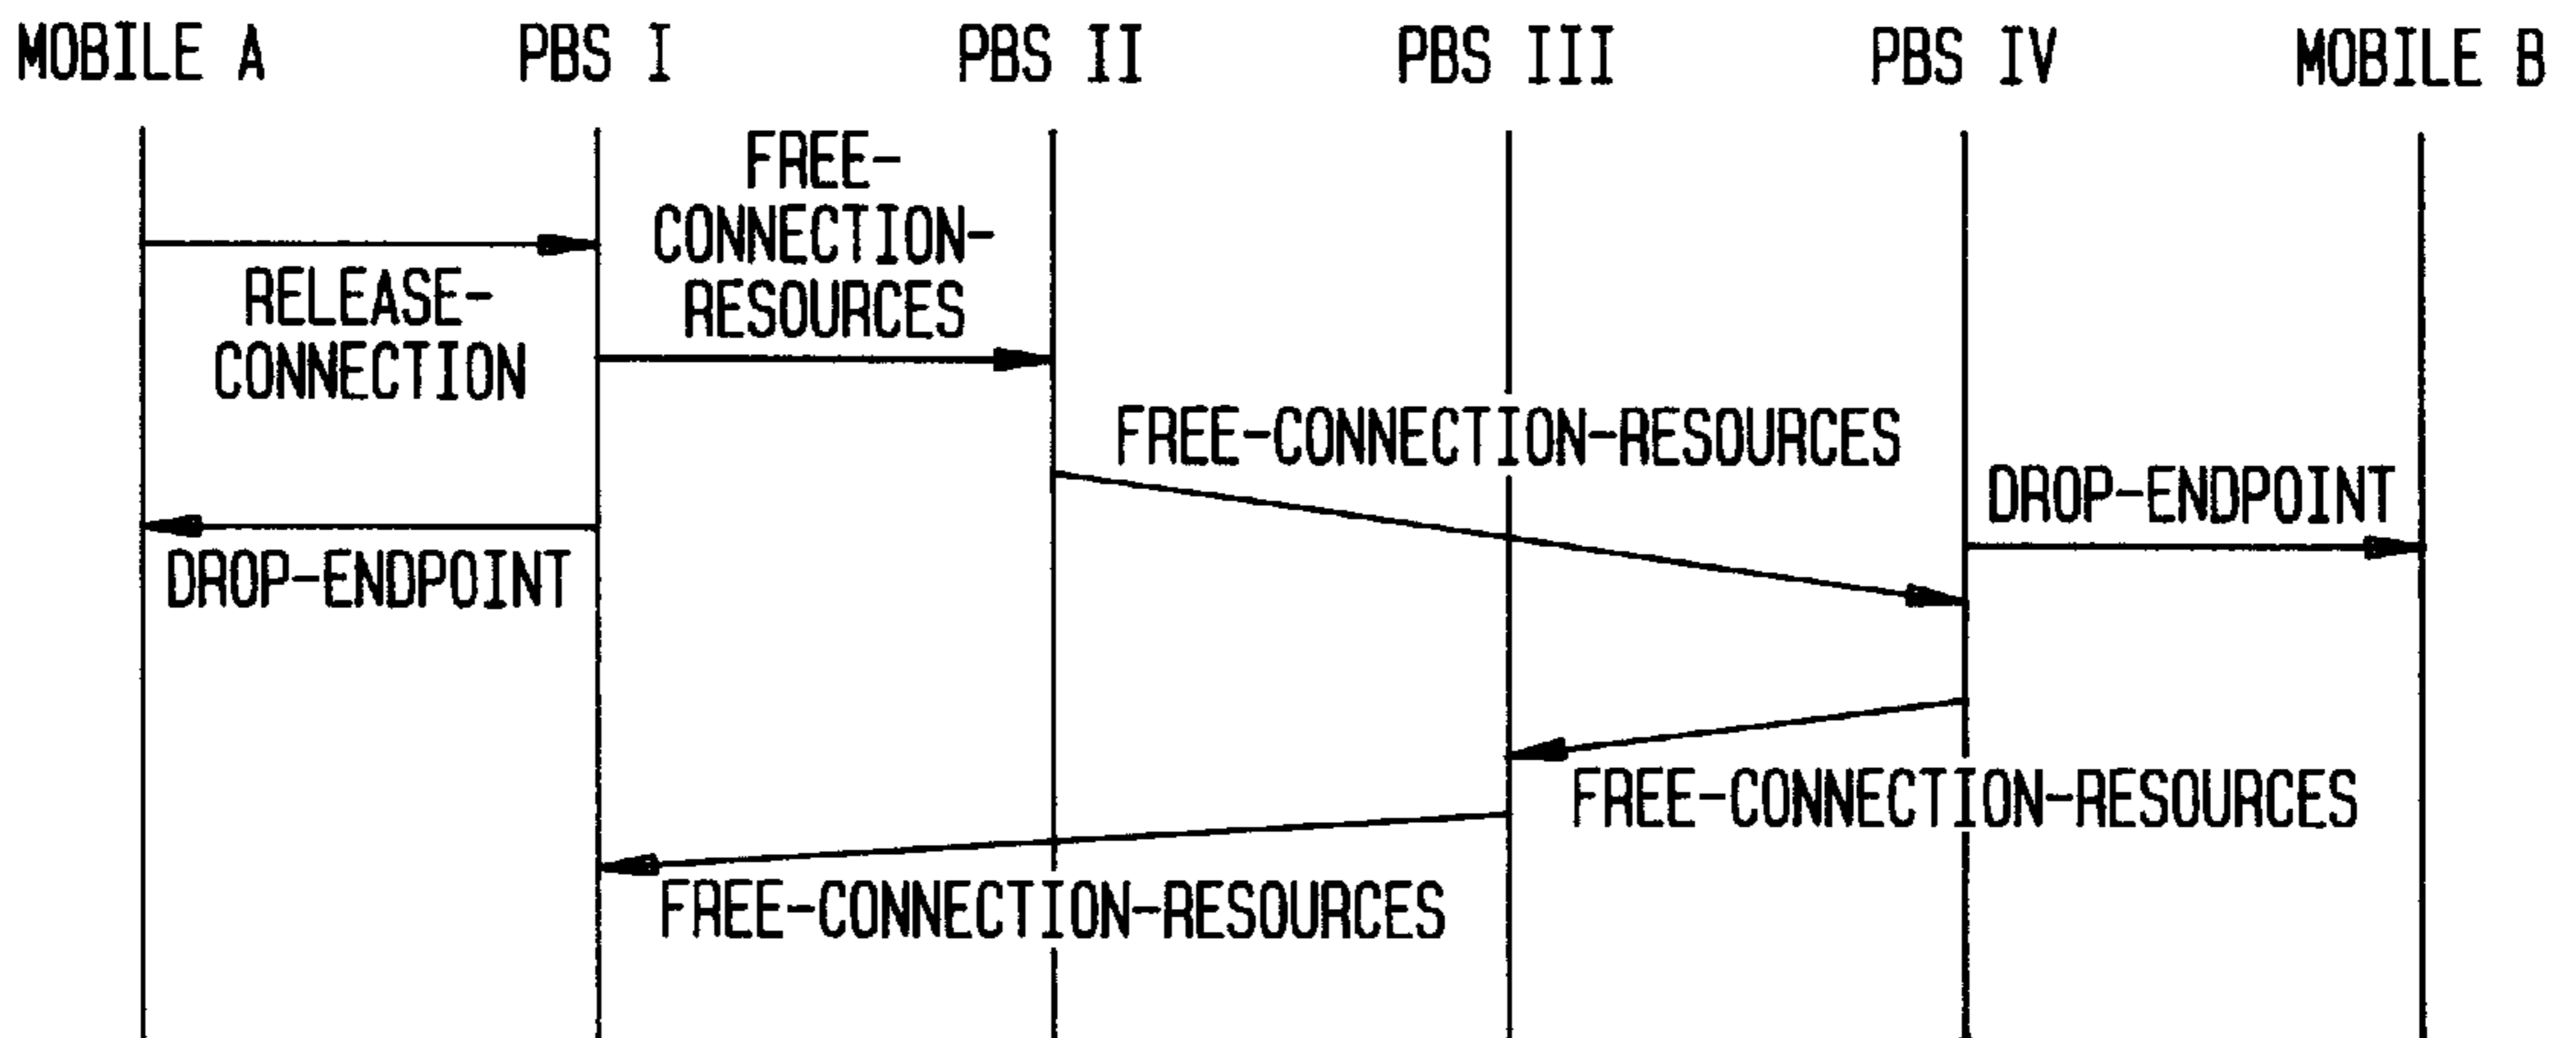 MOBILE A PBS I PBS II PBS III PBS IV MOBILE B
FREE-
CONNECTION-
RESOURCES
RELEASE-
CONNECTION
FREE-CONNECTION-RESOURCES
DROP-ENDPOINT
DROP-ENDPOINT
FREE-CONNECTION-RESOURCES
FREE-CONNECTION-RESOURCES